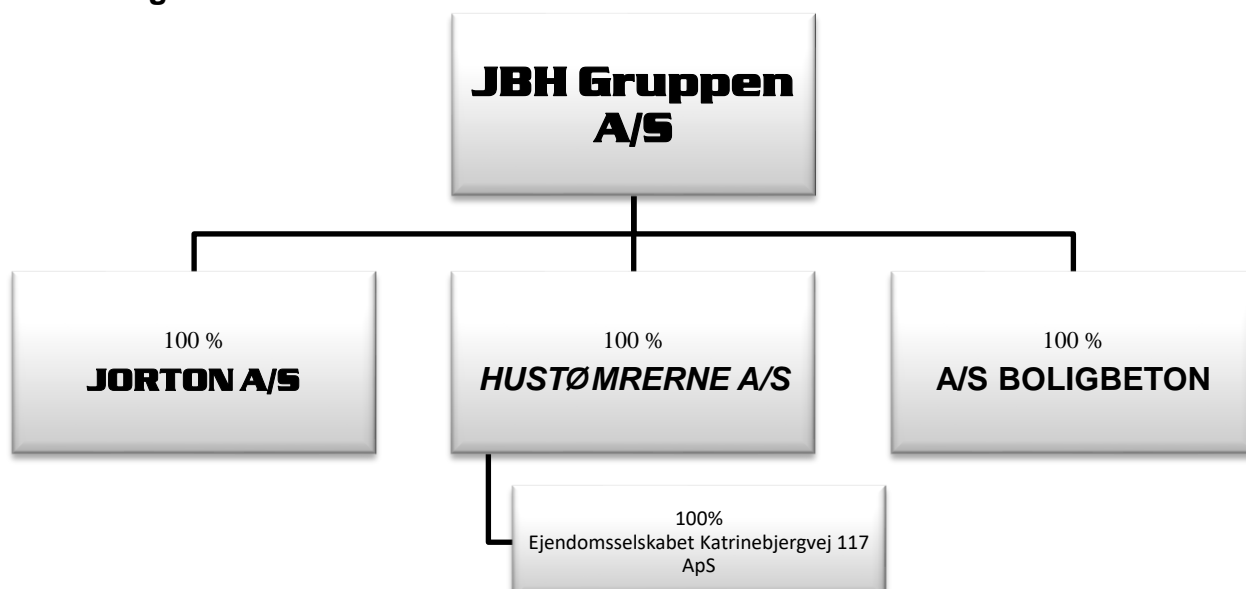 JBH Gruppen
A/S
100 %
JORTON A/S
100 %
HUSTØMRERNE A/S
100 %
A/S BOLIGBETON
100%
Ejendomsselskabet Katrinebjergvej 117
ApS